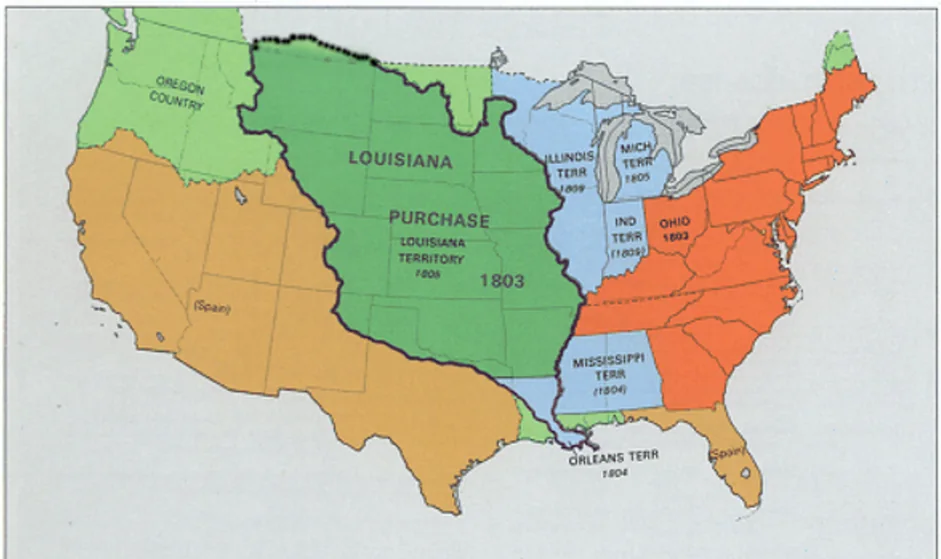 OREGON
COUNTRY
LOUISIANA
PURCHASE
LOUISIANA
TERRITORY
1805
1803
ILLINOIS
TERR
1809
MICH
TERR
1805
IND
TERR
(1809)
OHIO
1803
(Spain)
MISSISSIPPI
TERR
(1804)
ORLEANS TERR
1804
(Spain)